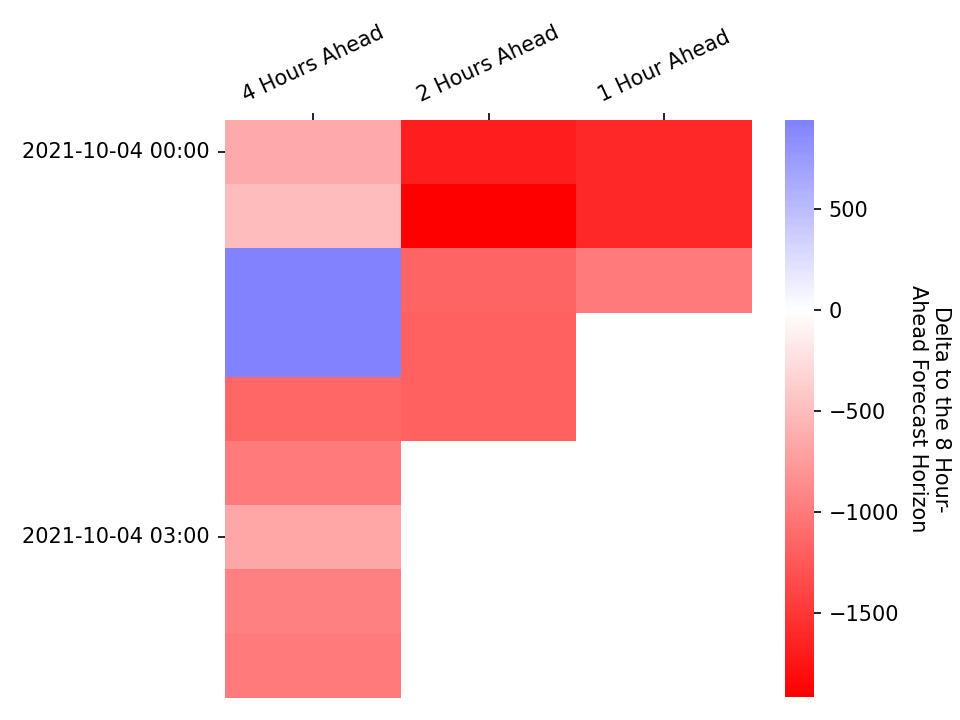 4 Hours Ahead
2 Hours Ahead
1 Hour Ahead
2021-10-04 00:00
2021-10-04 03:00
500
0
−500
−1000
−1500
Delta to the 8 Hour-
Ahead Forecast Horizon